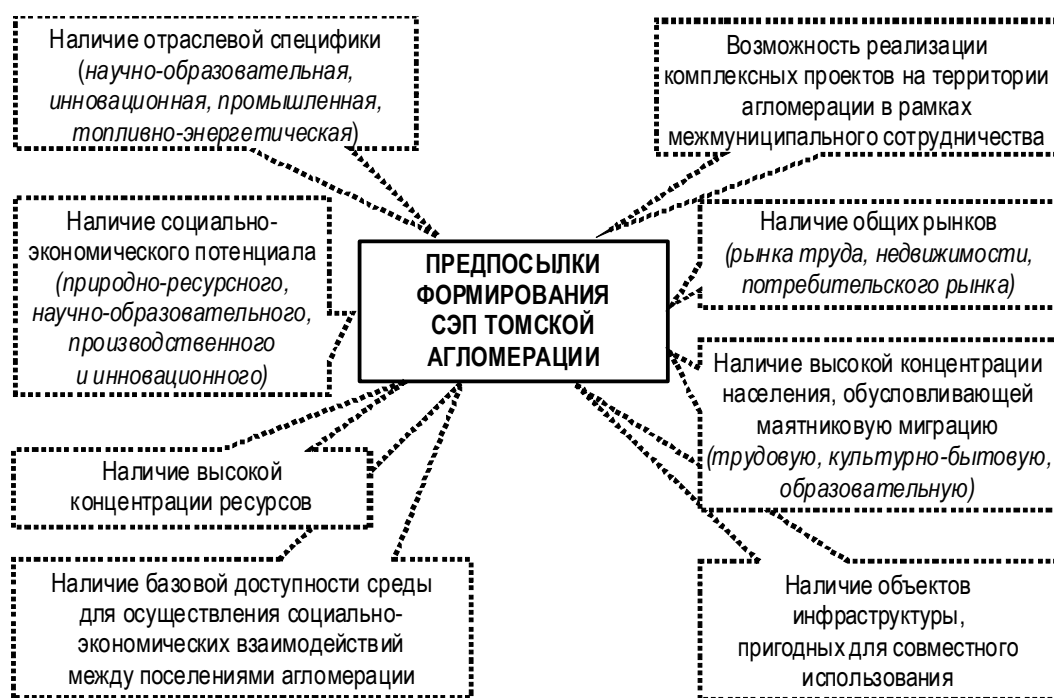 Наличие отраслевой специфики
(научно-образовательная,
инновационная, промышленная,
топливно-энергетическая)
Возможность реализации
комплексных проектов на территории
агломерации в рамках
межмуниципального сотрудничества
Наличие социально-
экономического потенциала
(природно-ресурсного,
научно-образовательного,
производственного
и инновационного)
ПРЕДПОСЫЛКИ
ФОРМИРОВАНИЯ
СЭП ТОМСКОЙ
АГЛОМЕРАЦИИ
Наличие общих рынков
(рынка труда, недвижимости,
потребительского рынка)
Наличие высокой концентрации
населения, обусловливающей
маятниковую миграцию
(трудовую, культурно-бытовую,
образовательную)
Наличие высокой
концентрации ресурсов
Наличие базовой доступности среды
для осуществления социально-
экономических взаимодействий
между поселениями агломерации
Наличие объектов
инфраструктуры,
пригодных для совместного
использования